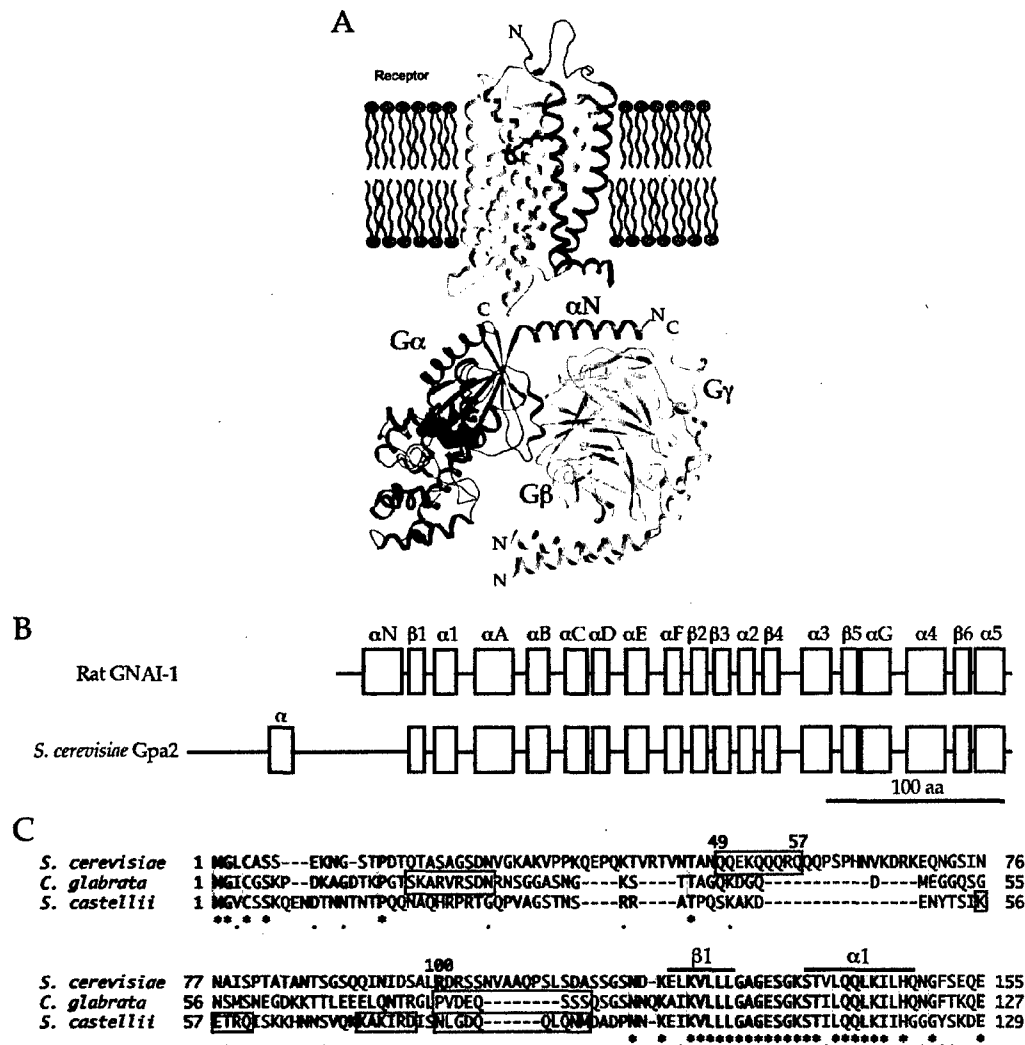 A
N
Receptor
C
αN
N
C
Gα
Gγ
Gβ
N
N
B
αN β1 α1 αA αB αC αD αE αF β2 β3 α2 β4 α3 β5 αG α4 β6 α5
Rat GNAI-1
α
S. cerevisiae Gpa2
100 aa
C
49 57
S. cerevisiae 1 MGLCASS---EKNG-STPDTQTASAGSDNVGKAKVPPKQEPQKTVRTVNTANQQEKQQQRQQQPSPHNVKDRKEQNGSIN 76
C. glabrata 1 MGICGSKP--DKAGDTKPGTSKARVRSDNRNSGGASNG----KS----TTAGQKDGQ-----------D---MEGGQSG 55
S. castellii 1 MGVCSSKQENDTNNTNTPQQNAQHRPRTGQPVAGSTNS----RR----ATPQSKAKD---------------ENYTSIK 56
** * * * *
100 β1 α1
S. cerevisiae 77 NAISPTATANTSGSQQINIDSALRDRSSNVAAQPSLSDASSGSND-KELKVLLLGAGESGKSTVLQQLKILHQNGFSEQE 155
C. glabrata 56 NSMSNEGDKKTTLEEELQNTRGLPVDEQ--------SSSQSGSNNQKAIKVLLLGAGESGKSTILQQLKILHQNGFTKQE 127
S. castellii 57 ETRQISKKHNNSVQNKAKIRDISNLGDQ--------QLQNMDADPNN-KEIKVLLLGAGESGKSTILQQLKIIHGGGYSKDE 129